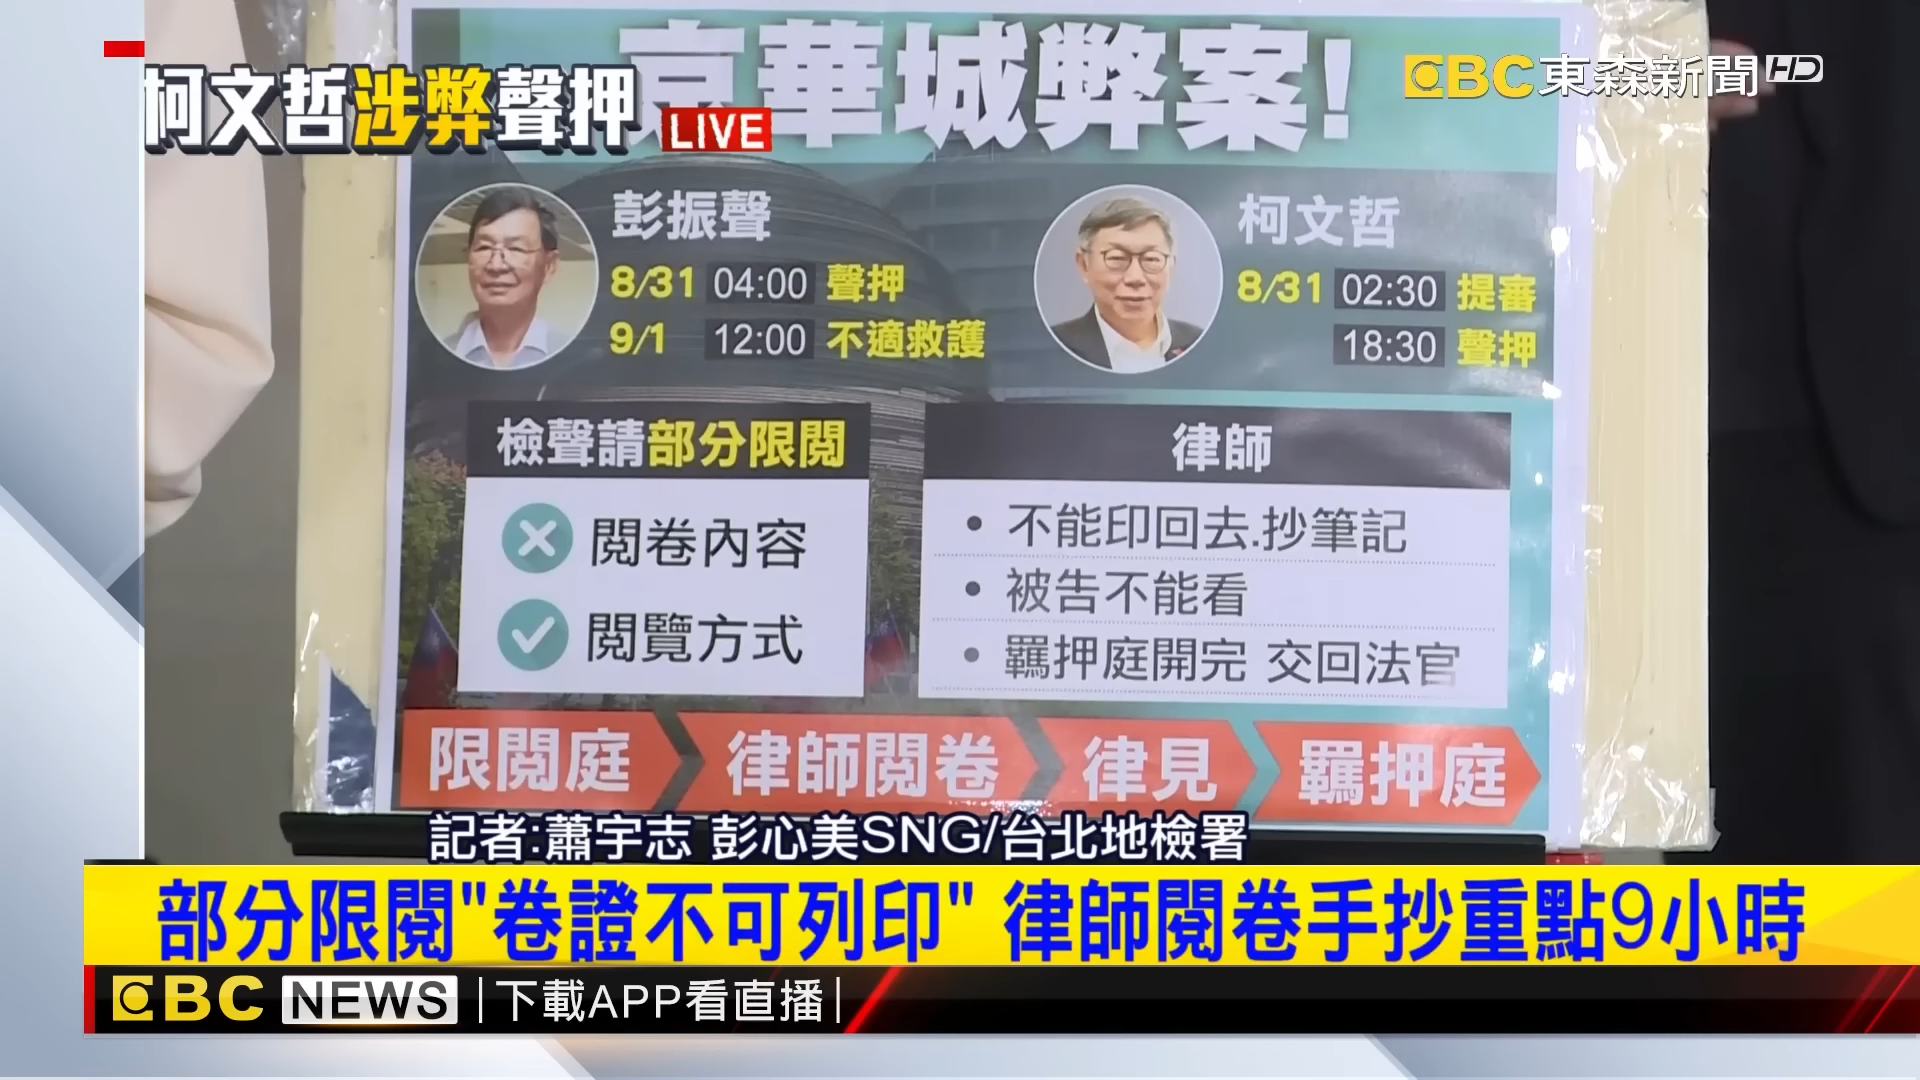 京華城弊案!
柯文哲涉弊聲押
LIVE
EBC東森新聞HD
彭振聲
8/31 04:00 聲押
9/1 12:00 不適救護
柯文哲
8/31 02:30 提審
18:30 聲押
檢聲請部分限閱
閱卷內容
閱覽方式
律師
• 不能印回去.抄筆記
• 被告不能看
• 羈押庭開完 交回法官
限閱庭
律師閱卷
律見
羈押庭
記者:蕭宇志 彭心美SNG/台北地檢署
部分限閱"卷證不可列印" 律師閱卷手抄重點9小時
EBC NEWS |下載APP看直播|